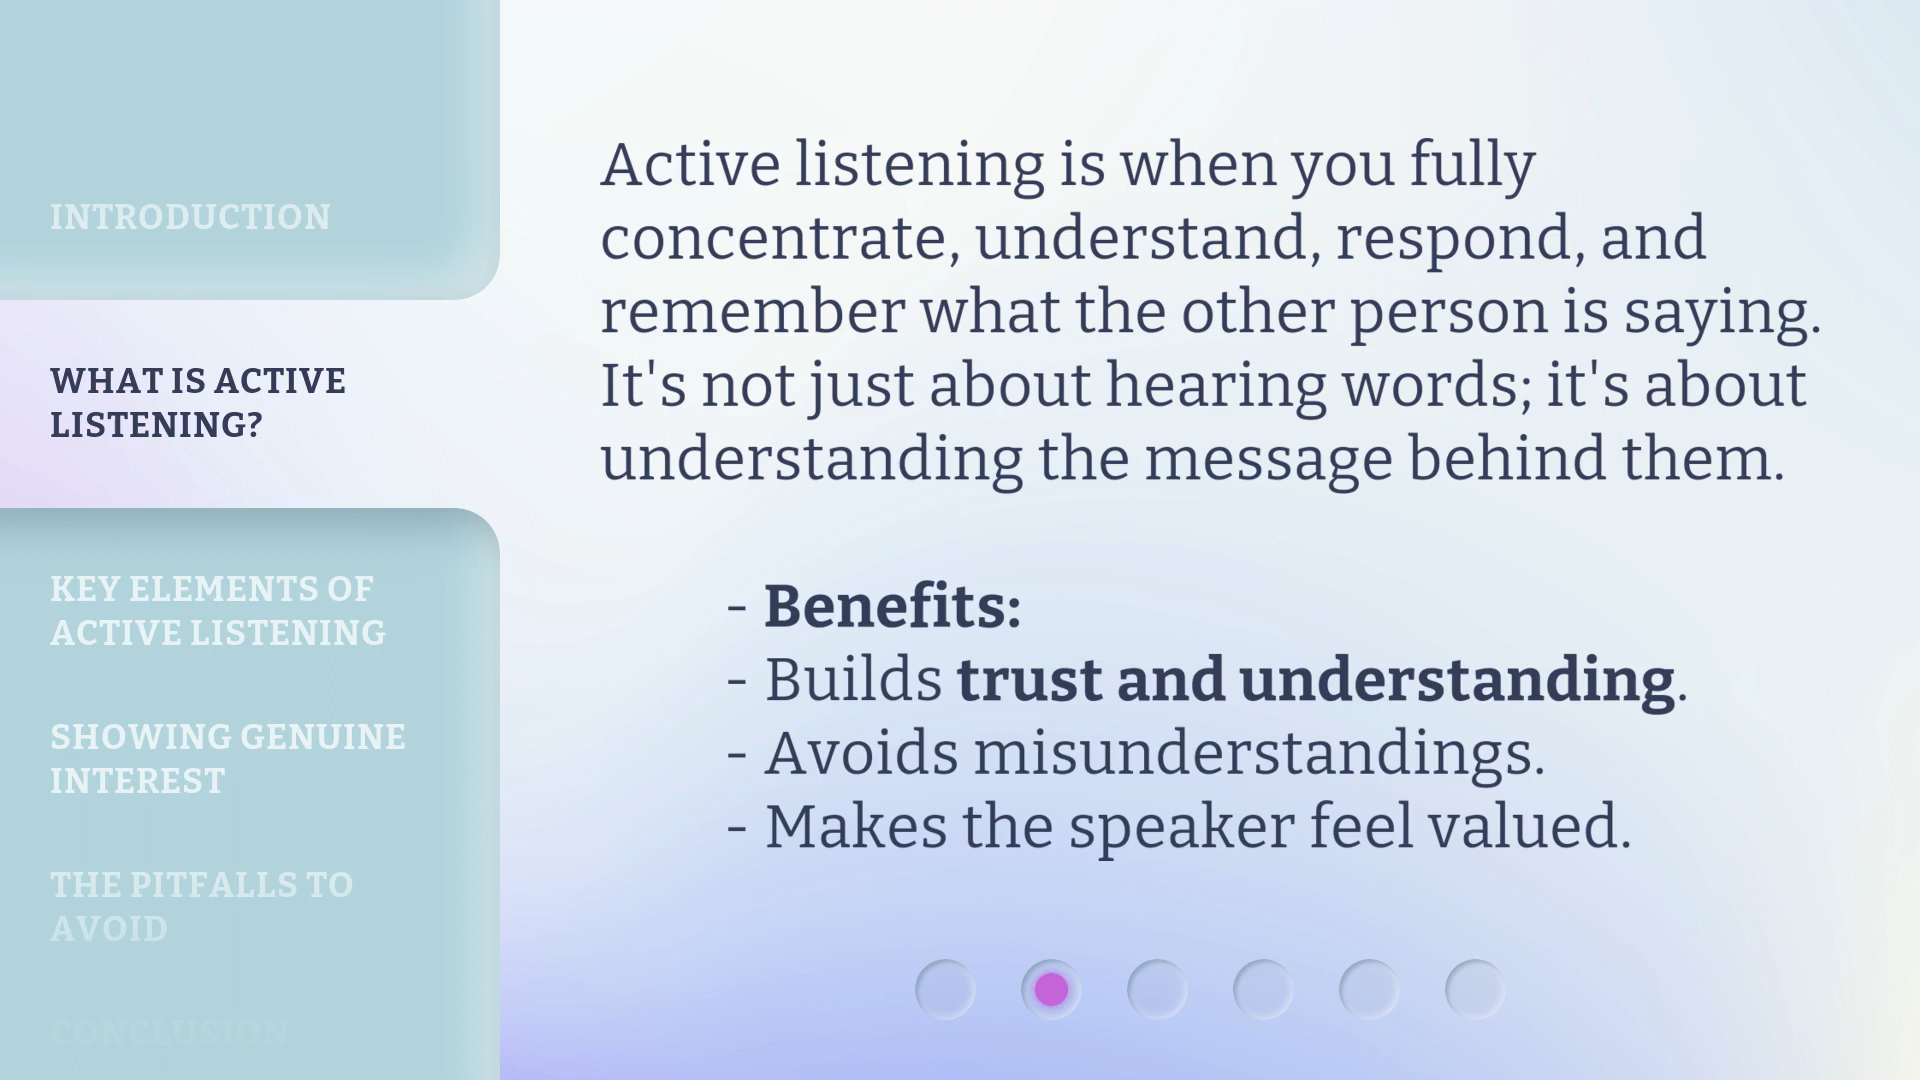 INTRODUCTION
WHAT IS ACTIVE
LISTENING?
KEY ELEMENTS OF
ACTIVE LISTENING
SHOWING GENUINE
INTEREST
THE PITFALLS TO
AVOID
CONCLUSION
Active listening is when you fully
concentrate, understand, respond, and
remember what the other person is saying.
It's not just about hearing words; it's about
understanding the message behind them.
- Benefits:
- Builds trust and understanding.
- Avoids misunderstandings.
- Makes the speaker feel valued.